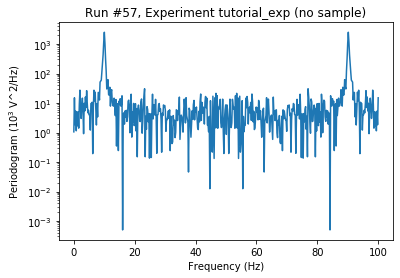 Run #57, Experiment tutorial_exp (no sample)
Periodogram (10³ V^2/Hz)
10³
10²
10¹
10⁰
10⁻¹
10⁻²
10⁻³
0 20 40 60 80 100
Frequency (Hz)